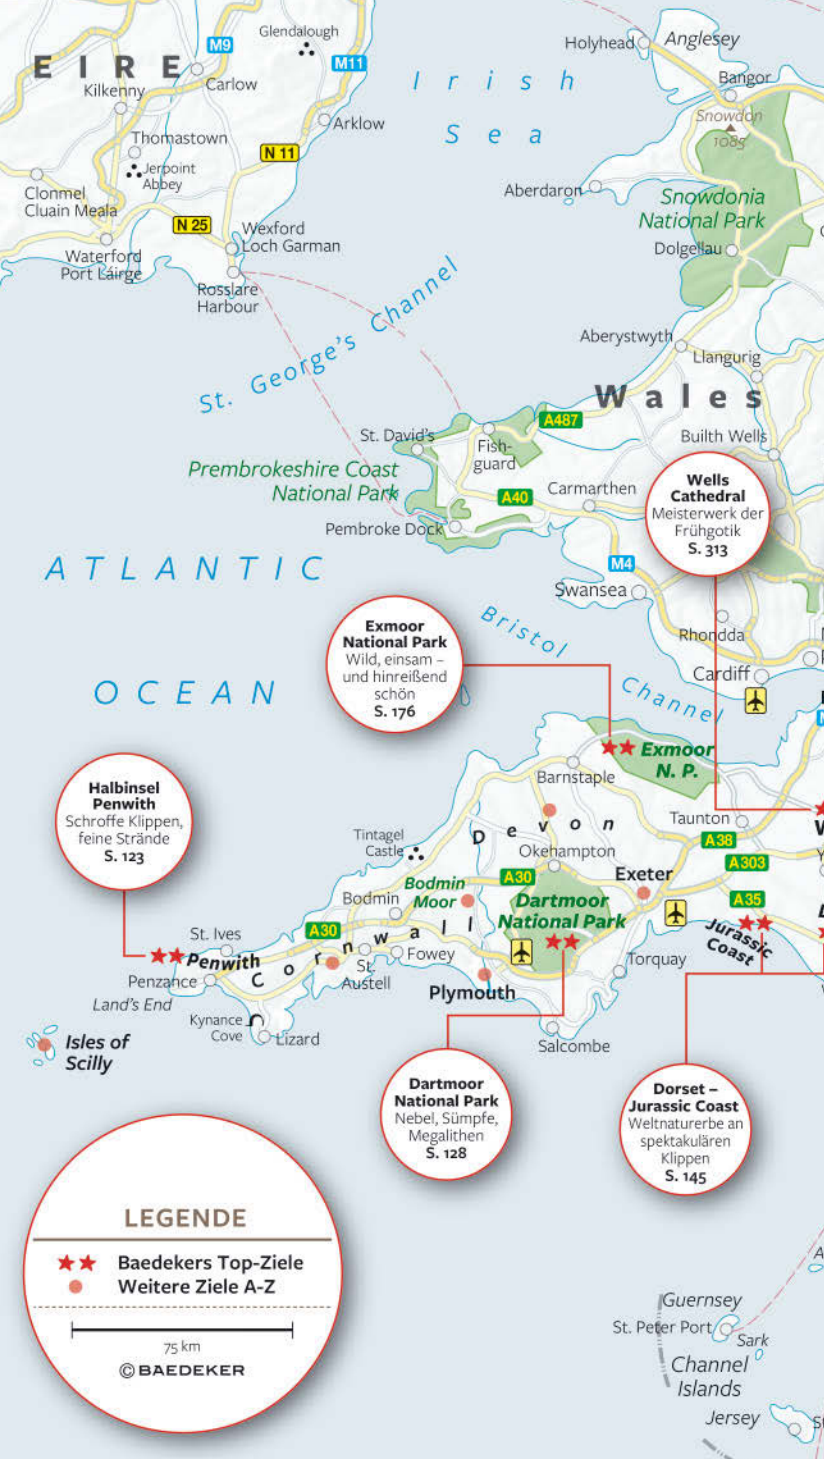 Glendalough
M9
M11
E I R E
Carlow
Kilkenny
Arklow
Thomastown
N 11
Jerpoint
Abbey
Clonmel
Cluain Meala
N 25
Wexford
Loch Garman
Waterford
Port Láirge
Rosslare
Harbour
Irish
Sea
Holyhead
Anglesey
Bangor
Snowdon
1085
Aberdaron
Snowdonia
National Park
Dolgellau
St. George's Channel
Aberystwyth
Llangurig
Wales
A487
St. David's
Fish-
guard
Builth Wells
Prembrokeshire Coast
National Park
A40
Carmarthen
Pembroke Dock
Wells
Cathedral
Meisterwerk der
Frühgotik
S. 313
M4
Swansea
Rhondda
Cardiff
ATLANTIC
OCEAN
Bristol
Channel
Exmoor
National Park
Wild, einsam –
und hinreißend
schön
S. 176
Exmoor
N. P.
Barnstaple
Halbinsel
Penwith
Schroffe Klippen,
feine Strände
S. 123
Taunton
Devon
A38
Tintagel
Castle
Okehampton
A303
A30
Exeter
Bodmin
Moor
Dartmoor
National Park
A35
Bodmin
Jurassic
Coast
St. Ives
A30
Cornwall
Penwith
Fowey
St.
Austell
Torquay
Penzance
Plymouth
Land's End
Kynance
Cove
Lizard
Isles of
Scilly
Salcombe
Dartmoor
National Park
Nebel, Sümpfe,
Megalithen
S. 128
Dorset –
Jurassic Coast
Weltnaturerbe an
spektakulären
Klippen
S. 145
LEGENDE
Baedekers Top-Ziele
Weitere Ziele A-Z
75 km
© BAEDEKER
Guernsey
St. Peter Port
Sark
Channel
Islands
Jersey